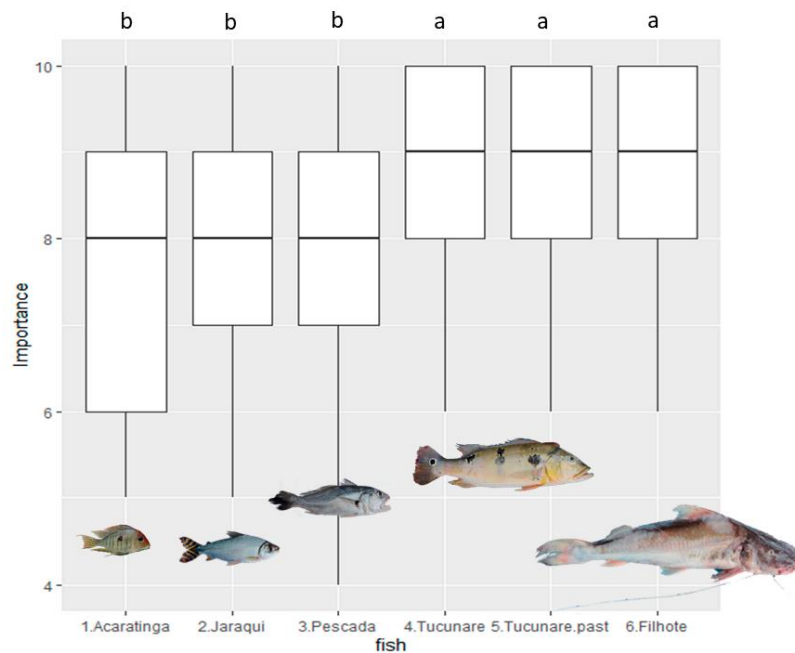 b b b a a a
10
8
6
4
Importance
1.Acaratinga 2.Jaraqui 3.Pescada 4.Tucunare 5.Tucunare.past 6.Filhote
fish